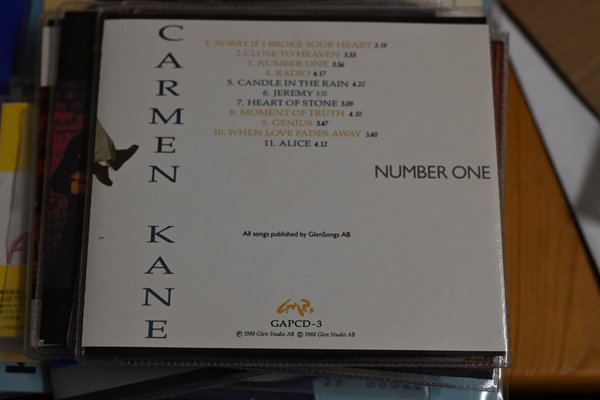 CARMEN KANE
1. SORRY IF I BROKE YOUR HEART 3.19
2. CLOSE TO HEAVEN 3.33
3. NUMBER ONE 3.56
4. RADIO 4.17
5. CANDLE IN THE RAIN 4.22
6. JEREMY 3.31
7. HEART OF STONE 3.09
8. MOMENT OF TRUTH 4.10
9. GENIUS 3.47
10. WHEN LOVE FADES AWAY 3.40
11. ALICE 4.12
NUMBER ONE
All songs published by GlenSongs AB
GAPCD-3
℗ 1988 Glen Studio AB © 1988 Glen Studio AB